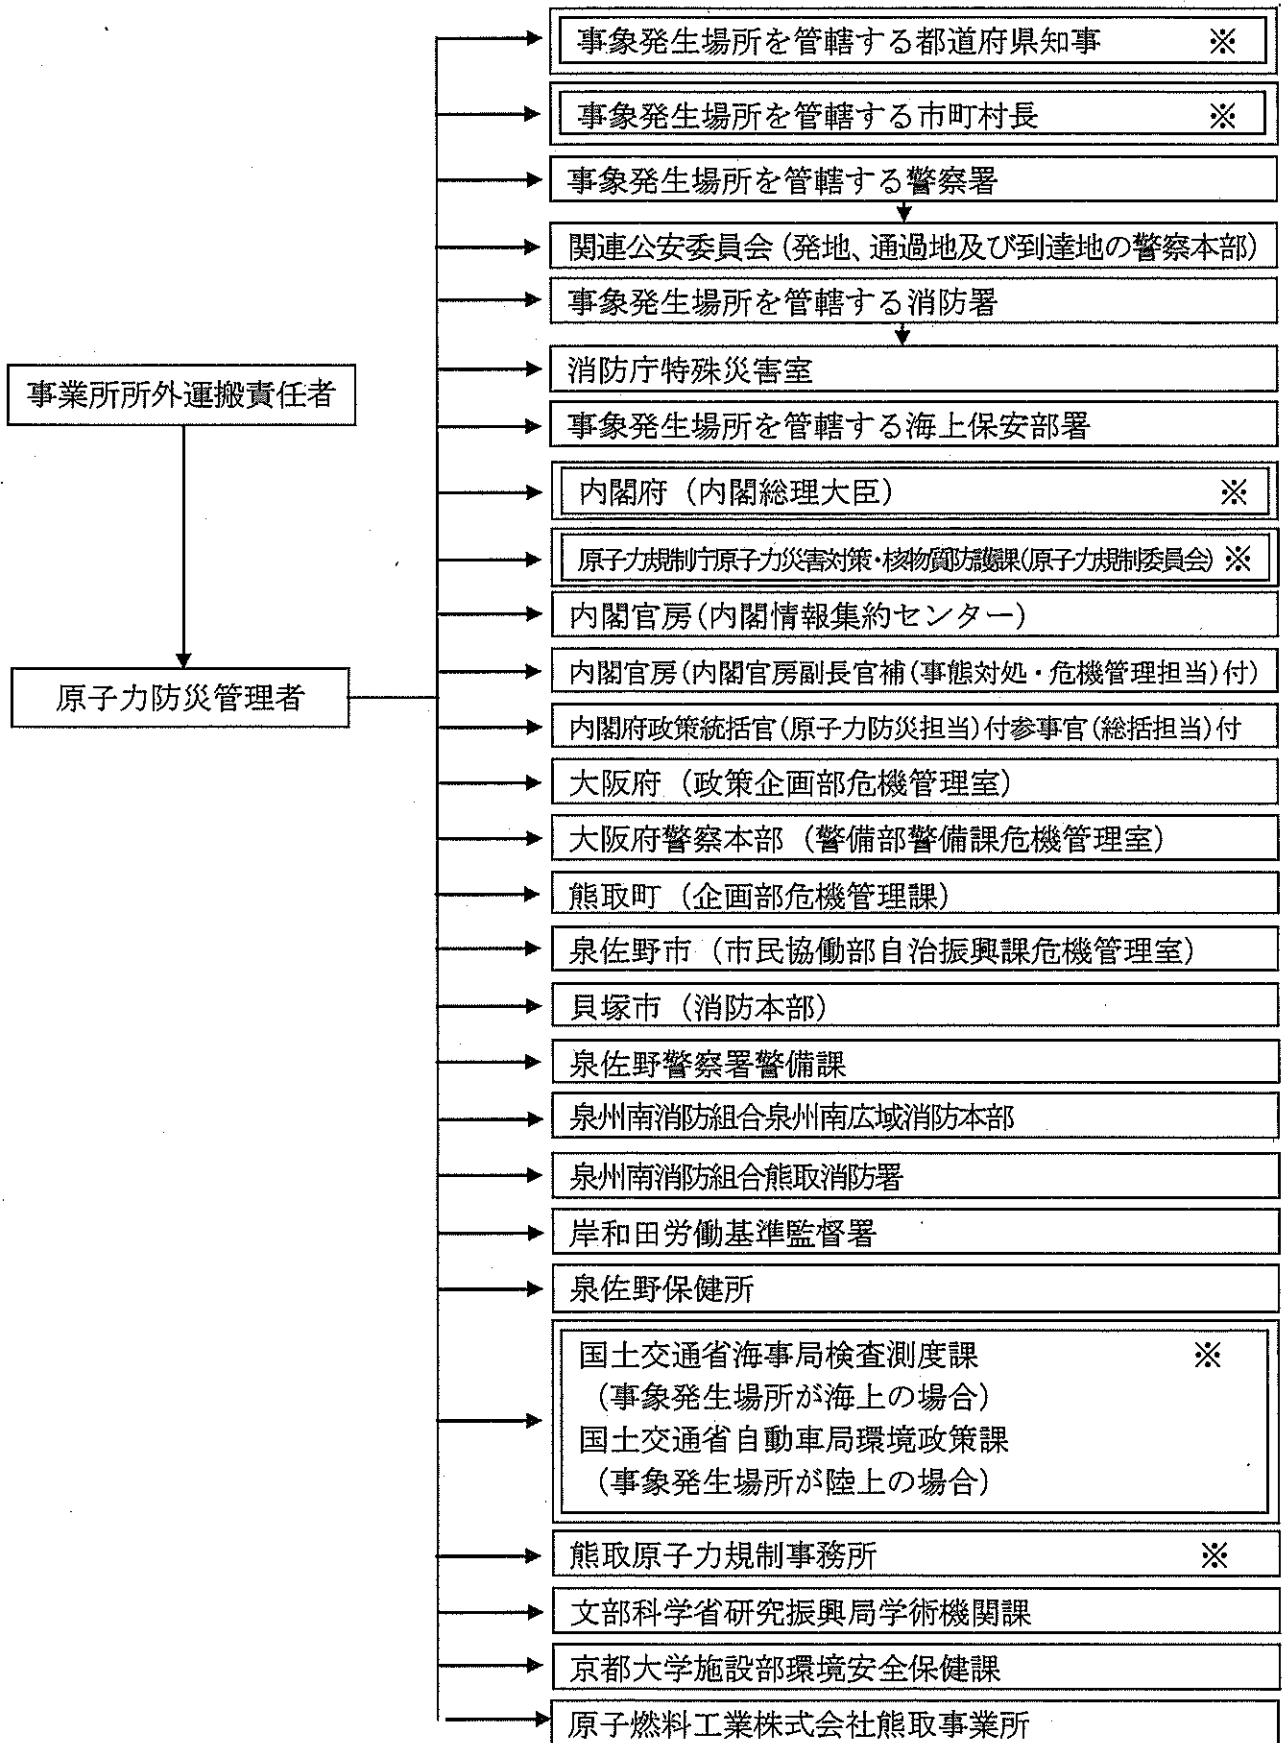 事象発生場所を管轄する都道府県知事 ※
事象発生場所を管轄する市町村長 ※
事象発生場所を管轄する警察署
関連公安委員会(発地、通過地及び到達地の警察本部)
事象発生場所を管轄する消防署
消防庁特殊災害室
事業所所外運搬責任者
事象発生場所を管轄する海上保安部署
内閣府(内閣総理大臣) ※
原子力規制庁原子力災害対策・核物質防護課(原子力規制委員会) ※
内閣官房(内閣情報集約センター)
内閣官房(内閣官房副長官補(事態対処・危機管理担当)付)
原子力防災管理者
内閣府政策統括官(原子力防災担当)付参事官(総括担当)付
大阪府(政策企画部危機管理室)
大阪府警察本部(警備部警備課危機管理室)
熊取町(企画部危機管理課)
泉佐野市(市民協働部自治振興課危機管理室)
貝塚市(消防本部)
泉佐野警察署警備課
泉州南消防組合泉州南広域消防本部
泉州南消防組合熊取消防署
岸和田労働基準監督署
泉佐野保健所
国土交通省海事局検査測度課 ※
(事象発生場所が海上の場合)
国土交通省自動車局環境政策課
(事象発生場所が陸上の場合)
熊取原子力規制事務所 ※
文部科学省研究振興局学術機関課
京都大学施設部環境安全保健課
原子燃料工業株式会社熊取事業所